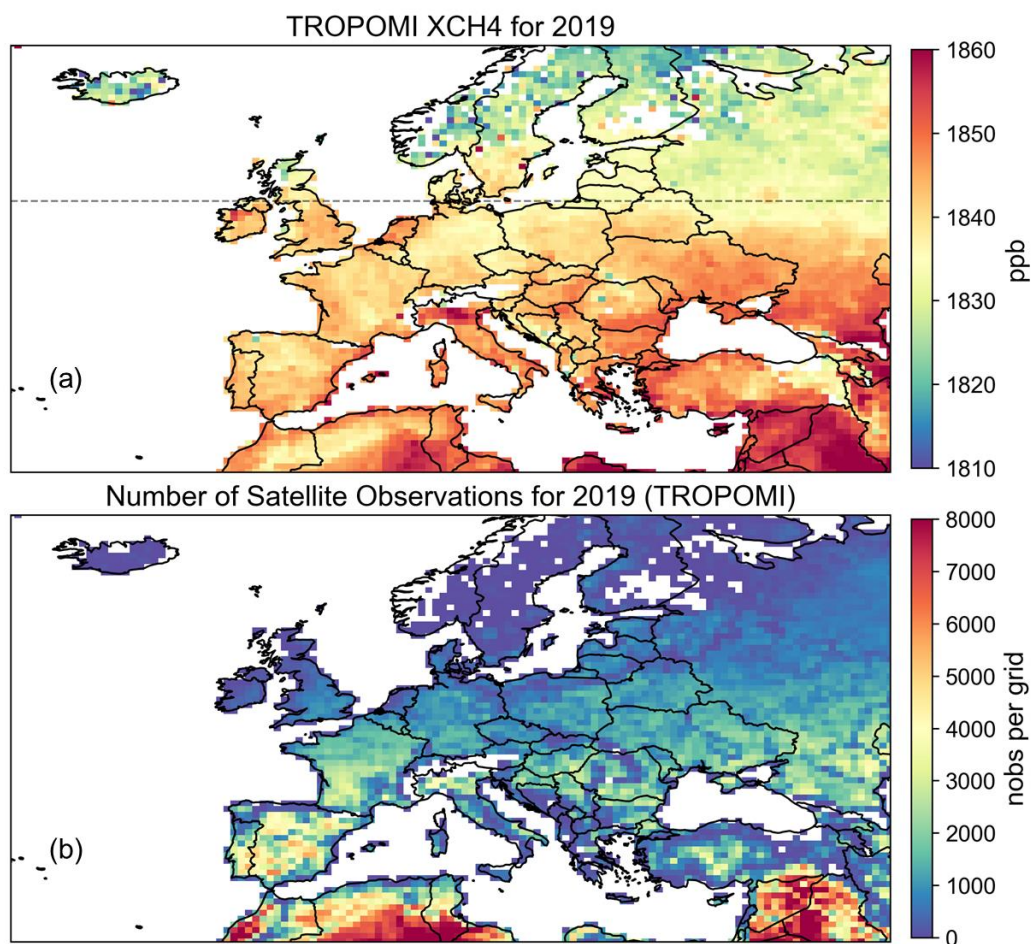 TROPOMI XCH4 for 2019
(a)
1860
1850
1840
1830
1820
1810
ppb
Number of Satellite Observations for 2019 (TROPOMI)
(b)
8000
7000
6000
5000
4000
3000
2000
1000
0
nobs per grid